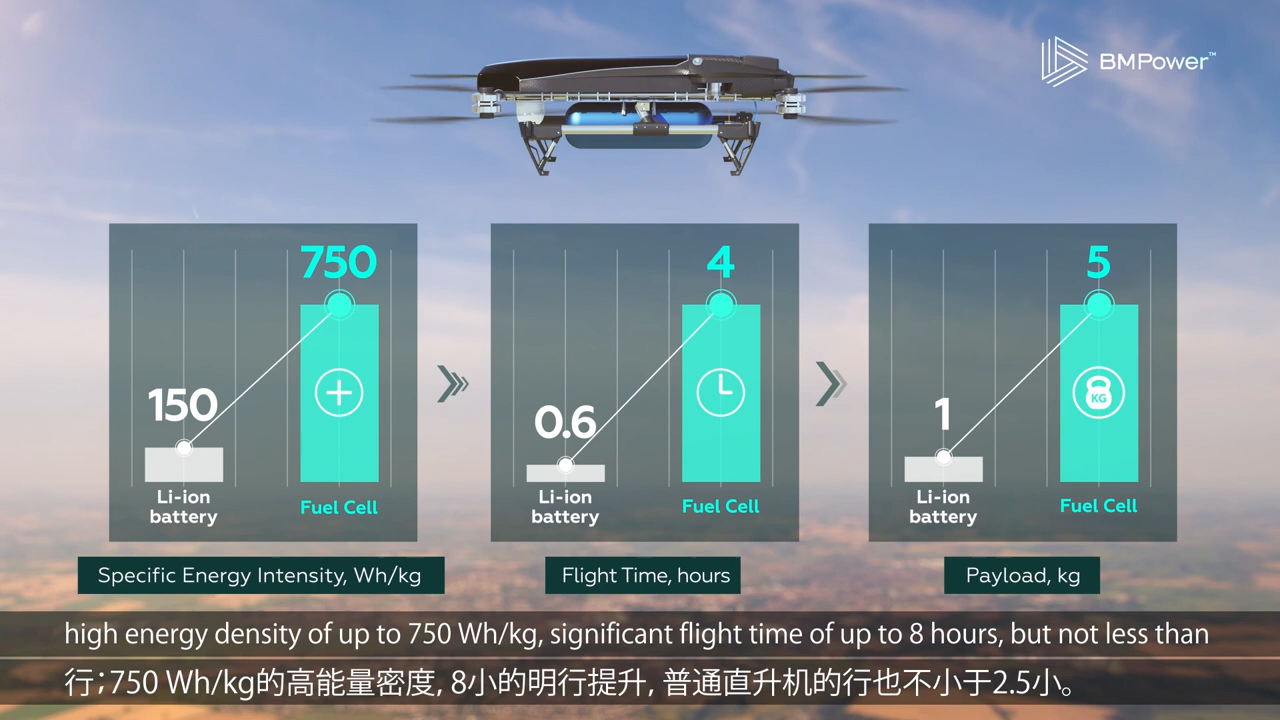 BMPower™
750
150
Li-ion
battery
Fuel Cell
Specific Energy Intensity, Wh/kg
4
0.6
Li-ion
battery
Fuel Cell
Flight Time, hours
5
KG
1
Li-ion
battery
Fuel Cell
Payload, kg
high energy density of up to 750 Wh/kg, significant flight time of up to 8 hours, but not less than
行；750 Wh/kg的高能量密度, 8小的明行提升, 普通直升机的行也不小于2.5小。